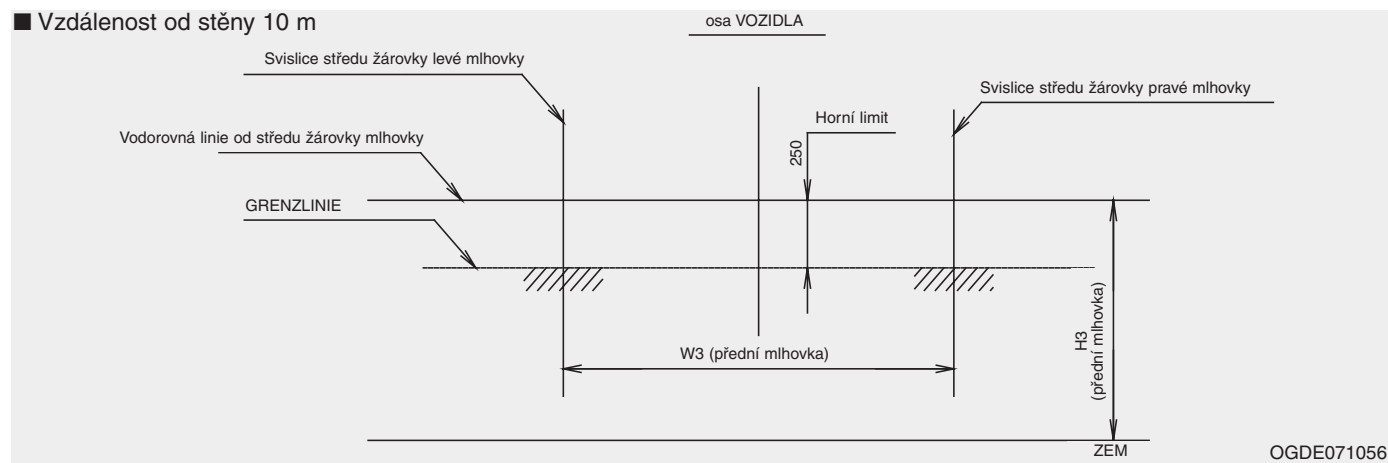 ■ Vzdálenost od stěny 10 m
osa VOZIDLA
Svislice středu žárovky levé mlhovky
Svislice středu žárovky pravé mlhovky
Horní limit
Vodorovná linie od středu žárovky mlhovky
250
GRENZLINIE
W3 (přední mlhovka)
H3
(přední mlhovka)
ZEM
OGDE071056